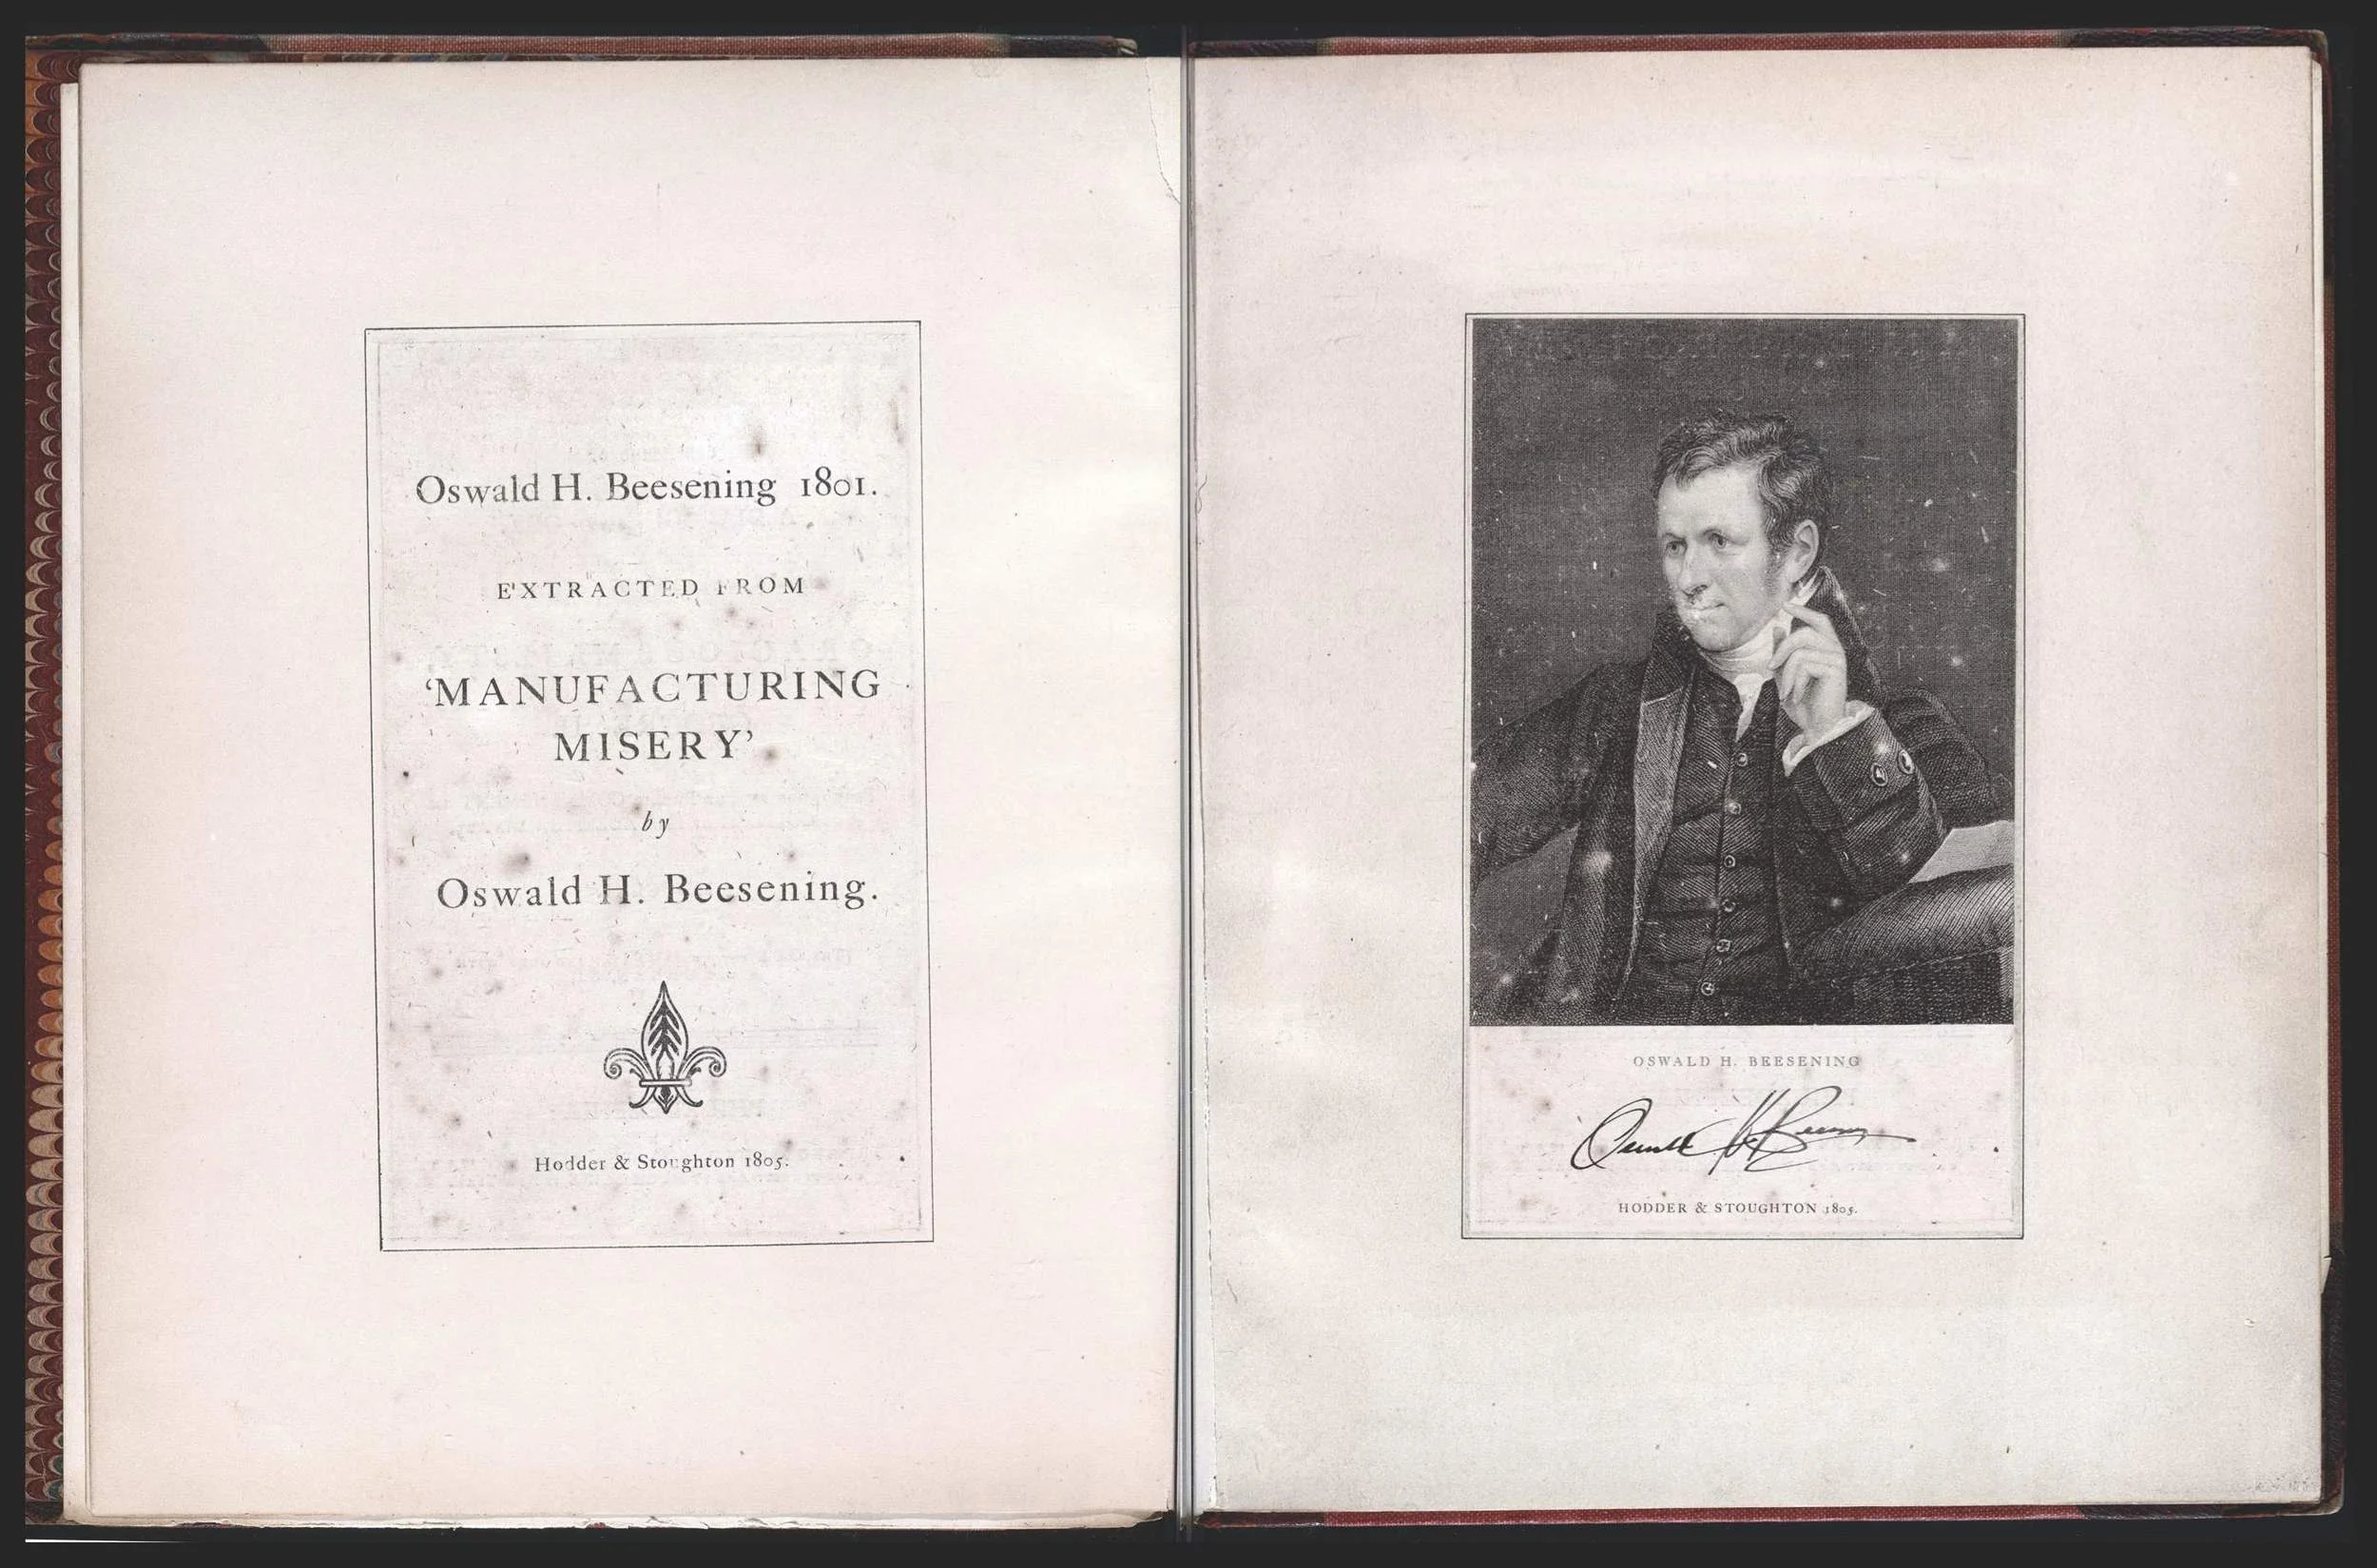 Oswald H. Beesening 1801.
EXTRACTED FROM
‘MANUFACTURING
MISERY’
by
Oswald H. Beesening.
Hodder & Stoughton 1805.
OSWALD H. BEESENING
HODDER & STOUGHTON 1805.